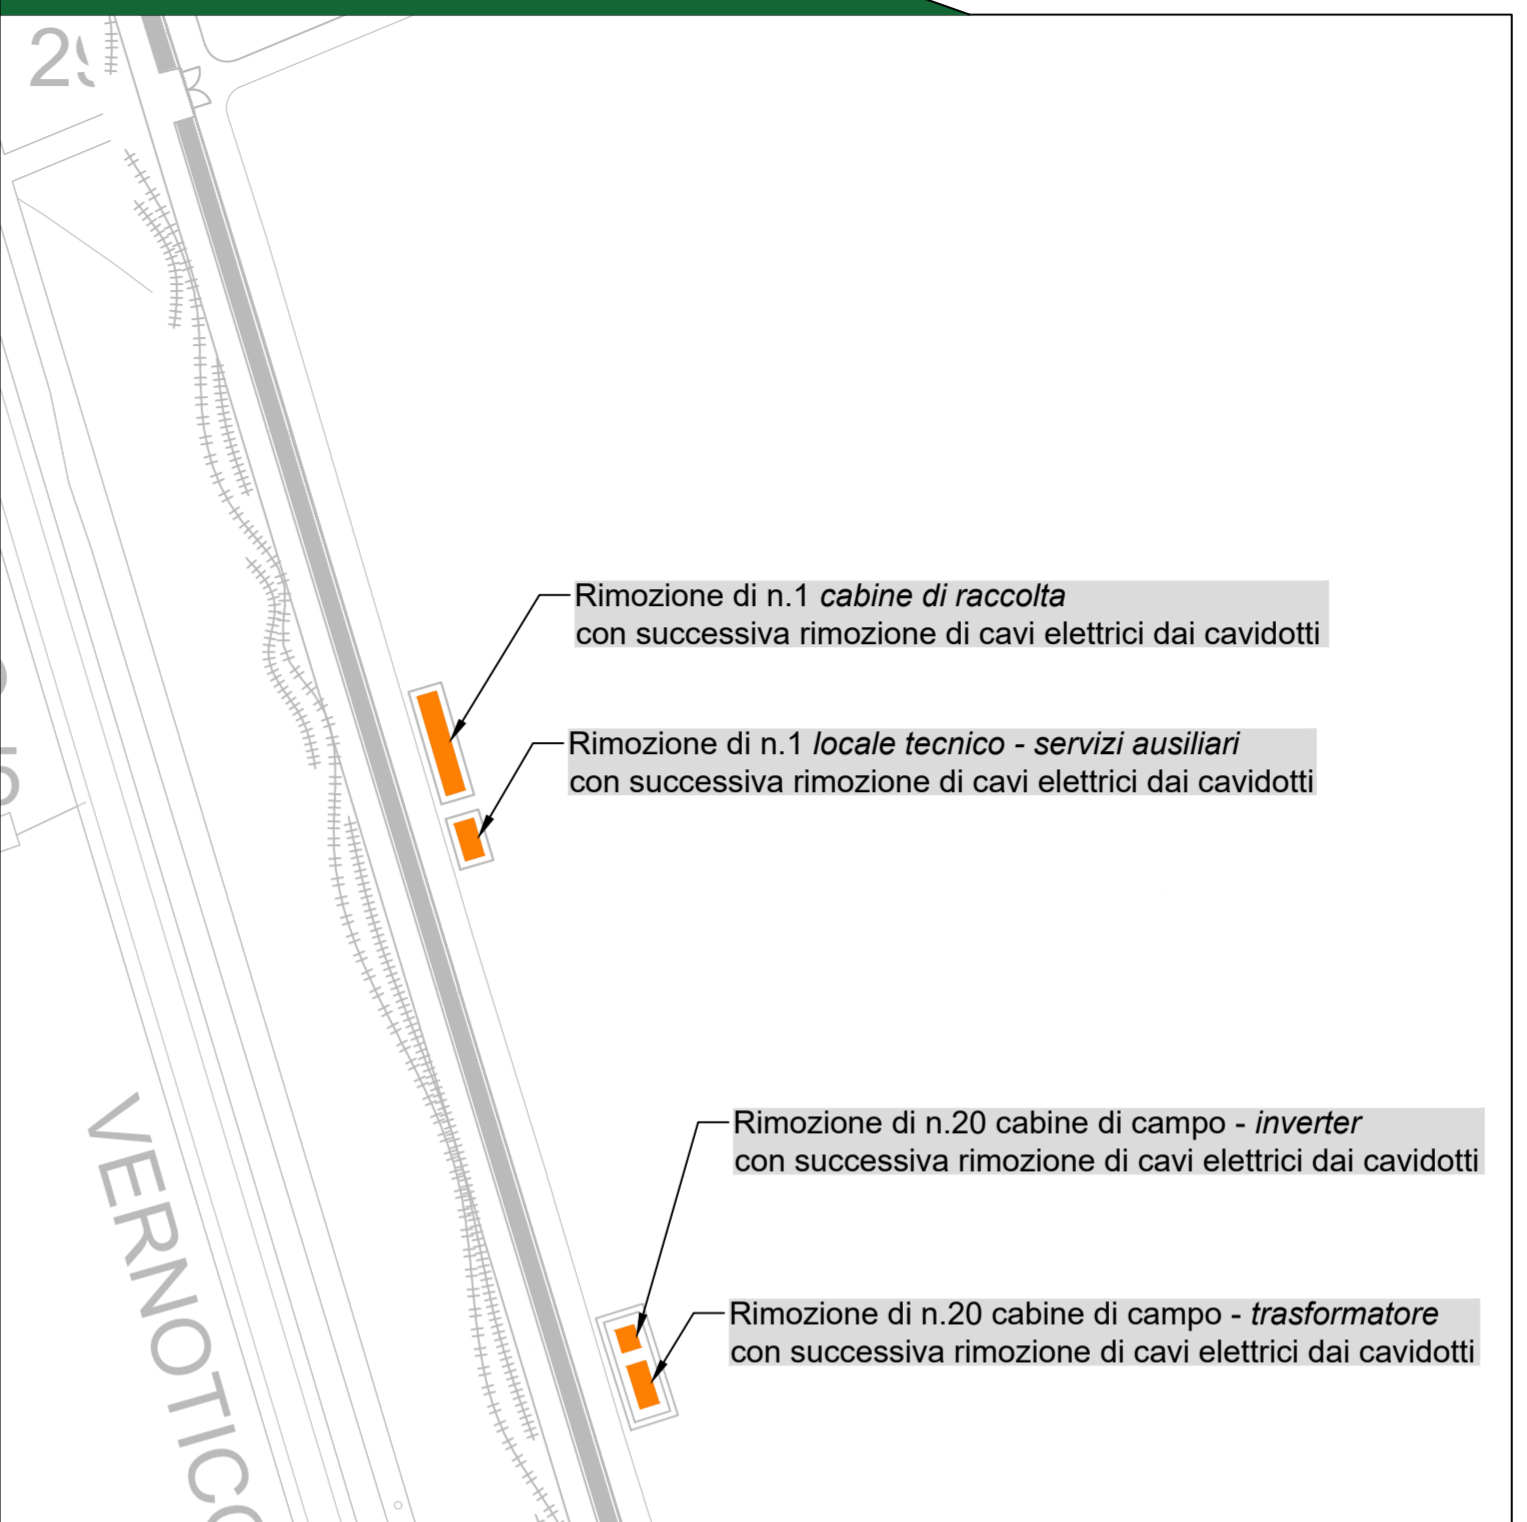 Rimozione di n.1 cabine di raccolta
con successiva rimozione di cavi elettrici dai cavidotti
Rimozione di n.1 locale tecnico - servizi ausiliari
con successiva rimozione di cavi elettrici dai cavidotti
Rimozione di n.20 cabine di campo - inverter
con successiva rimozione di cavi elettrici dai cavidotti
Rimozione di n.20 cabine di campo - trasformatore
con successiva rimozione di cavi elettrici dai cavidotti